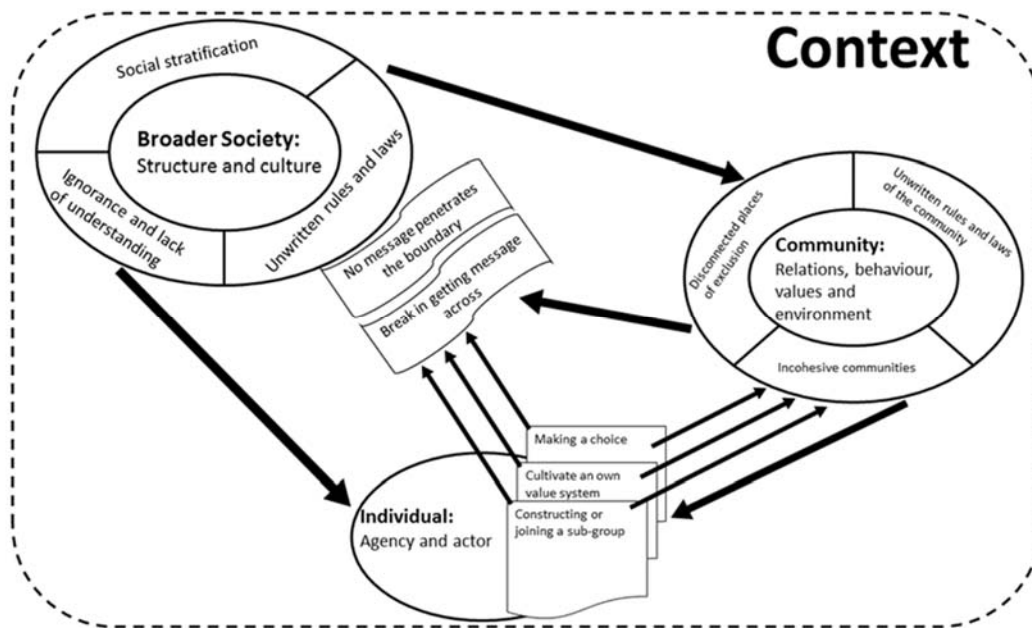 Context
Social stratification
Broader Society:
Structure and culture
Ignorance and lack
of understanding
Unwritten rules and laws
No message penetrates
the boundary
Break in getting message
across
Disconnected places
of exclusion
Unwritten rules and laws
of the community
Community:
Relations, behaviour,
values and
environment
Incohesive communities
Making a choice
Cultivate an own
value system
Constructing or
joining a sub-group
Individual:
Agency and actor